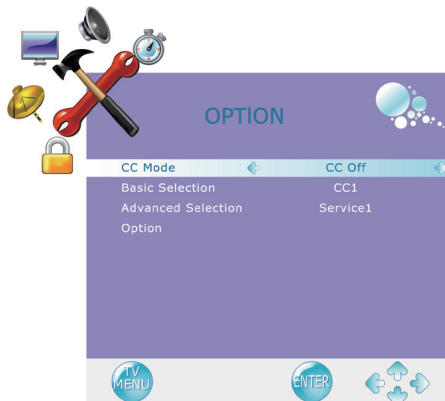 OPTION
CC Mode CC Off
Basic Selection CC1
Advanced Selection Service1
Option
TV
MENU ENTER